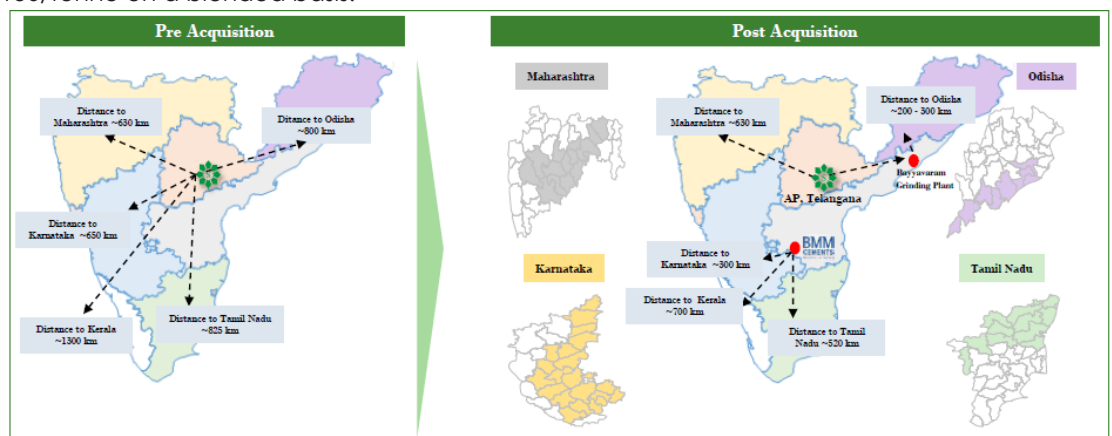 Pre Acquisition
Distance to
Maharashtra ~630 km
Ditance to Odisha
~800 km
Distance to
Karnataka ~650 km
Distance to Kerala
~1300 km
Distance to Tamil Nadu
~825 km
Post Acquisition
Maharashtra
Odisha
Distance to
Maharashtra ~630 km
Distance to Odisha
~200 - 300 km
Bayyavaram
Grinding Plant
AP, Telangana
BMM
CEMENTS
Distance to
Karnataka ~300 km
Distance to Kerala
~700 km
Distance to Tamil
Nadu ~520 km
Karnataka
Tamil Nadu